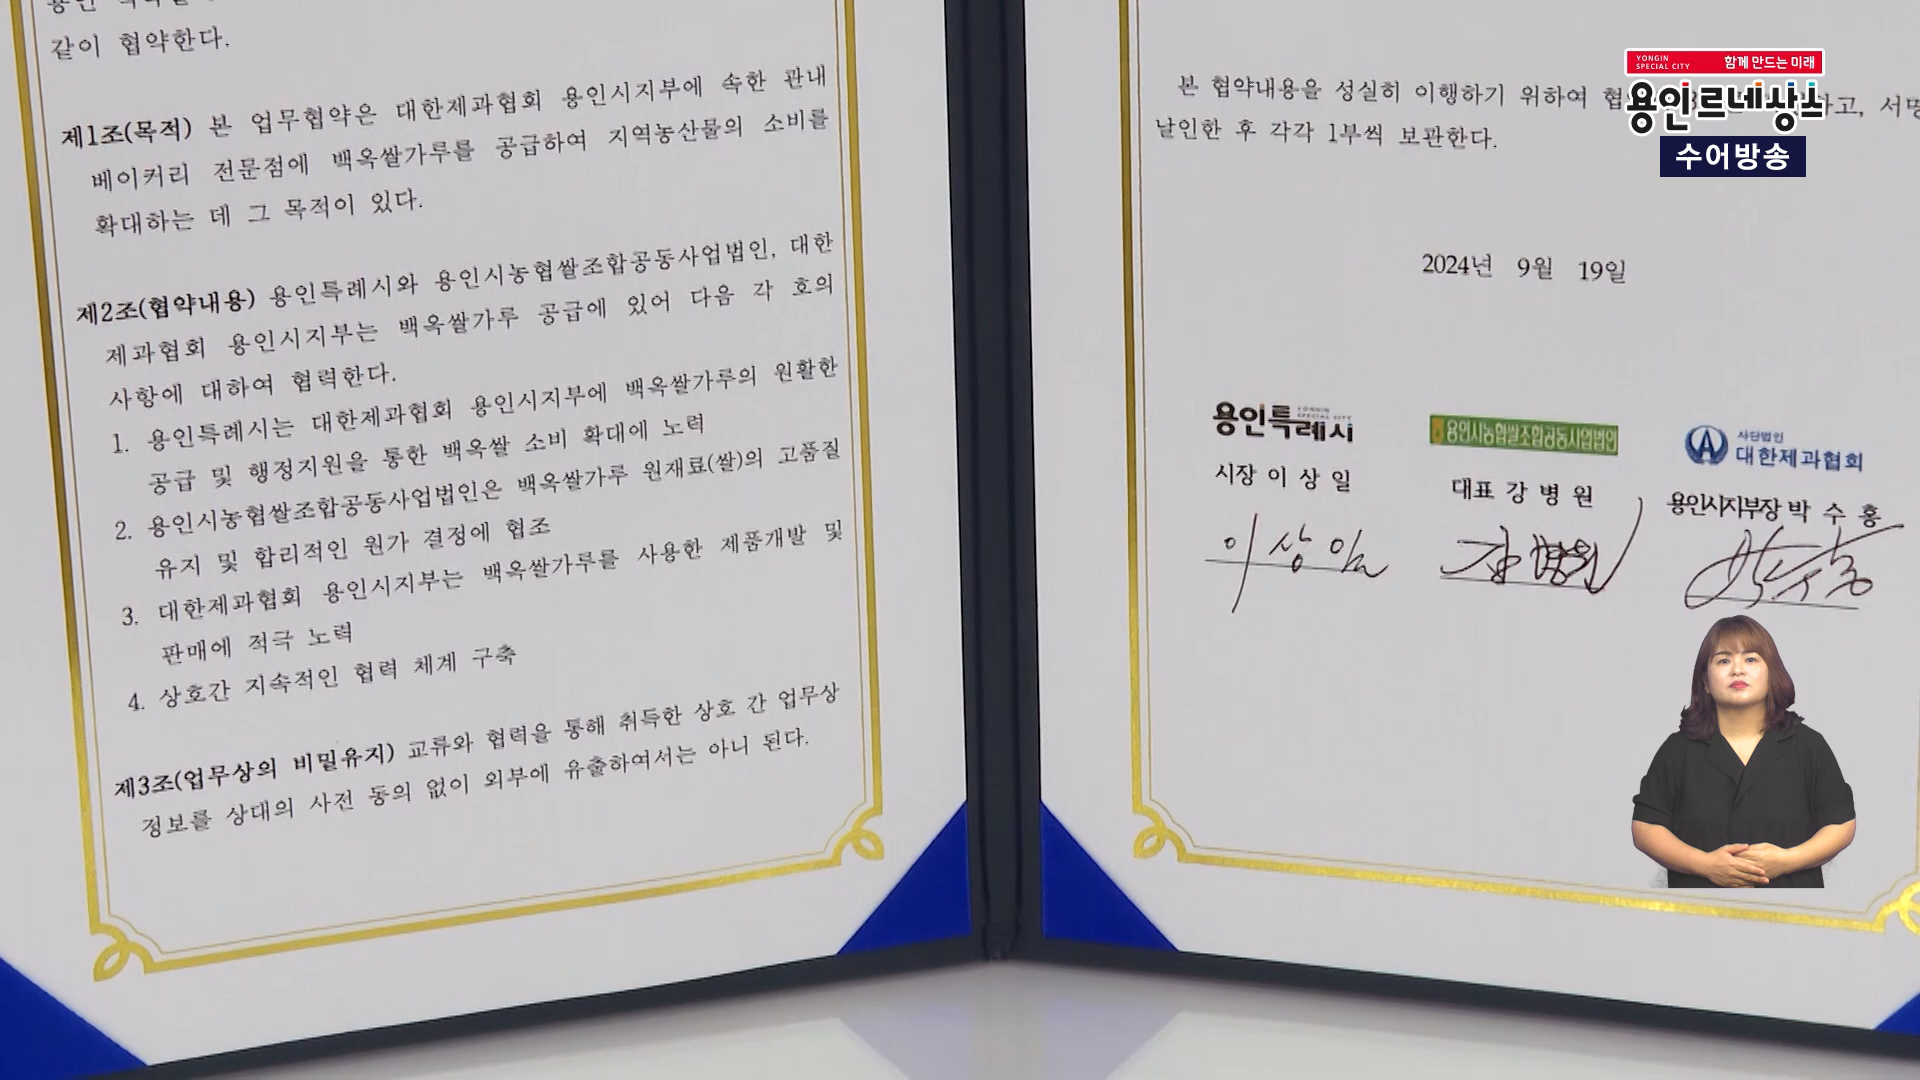 같이 협약한다.
제1조(목적) 본 업무협약은 대한제과협회 용인시지부에 속한 관내
베이커리 전문점에 백옥쌀가루를 공급하여 지역농산물의 소비를
확대하는 데 그 목적이 있다.
제2조(협약내용) 용인특례시와 용인시농협쌀조합공동사업법인, 대한
제과협회 용인시지부는 백옥쌀가루 공급에 있어 다음 각 호의
사항에 대하여 협력한다.
1. 용인특례시는 대한제과협회 용인시지부에 백옥쌀가루의 원활한
공급 및 행정지원을 통한 백옥쌀 소비 확대에 노력
2. 용인시농협쌀조합공동사업법인은 백옥쌀가루 원재료(쌀)의 고품질
유지 및 합리적인 원가 결정에 협조
3. 대한제과협회 용인시지부는 백옥쌀가루를 사용한 제품개발 및
판매에 적극 노력
4. 상호간 지속적인 협력 체계 구축
제3조(업무상의 비밀유지) 교류와 협력을 통해 취득한 상호 간 업무상
정보를 상대의 사전 동의 없이 외부에 유출하여서는 아니 된다.
본 협약내용을 성실히 이행하기 위하여
날인한 후 각각 1부씩 보관한다.
2024년 9월 19일
용인특례시 YONGIN SPECIAL CITY
시장 이 상 일
이상일
용인시농협쌀조합공동사업법인
대표 강 병 원
강병원
사단법인
대한제과협회
용인시지부장 박 수 홍
박수홍
YONGIN SPECIAL CITY 함께 만드는 미래
용인르네상스
수어방송